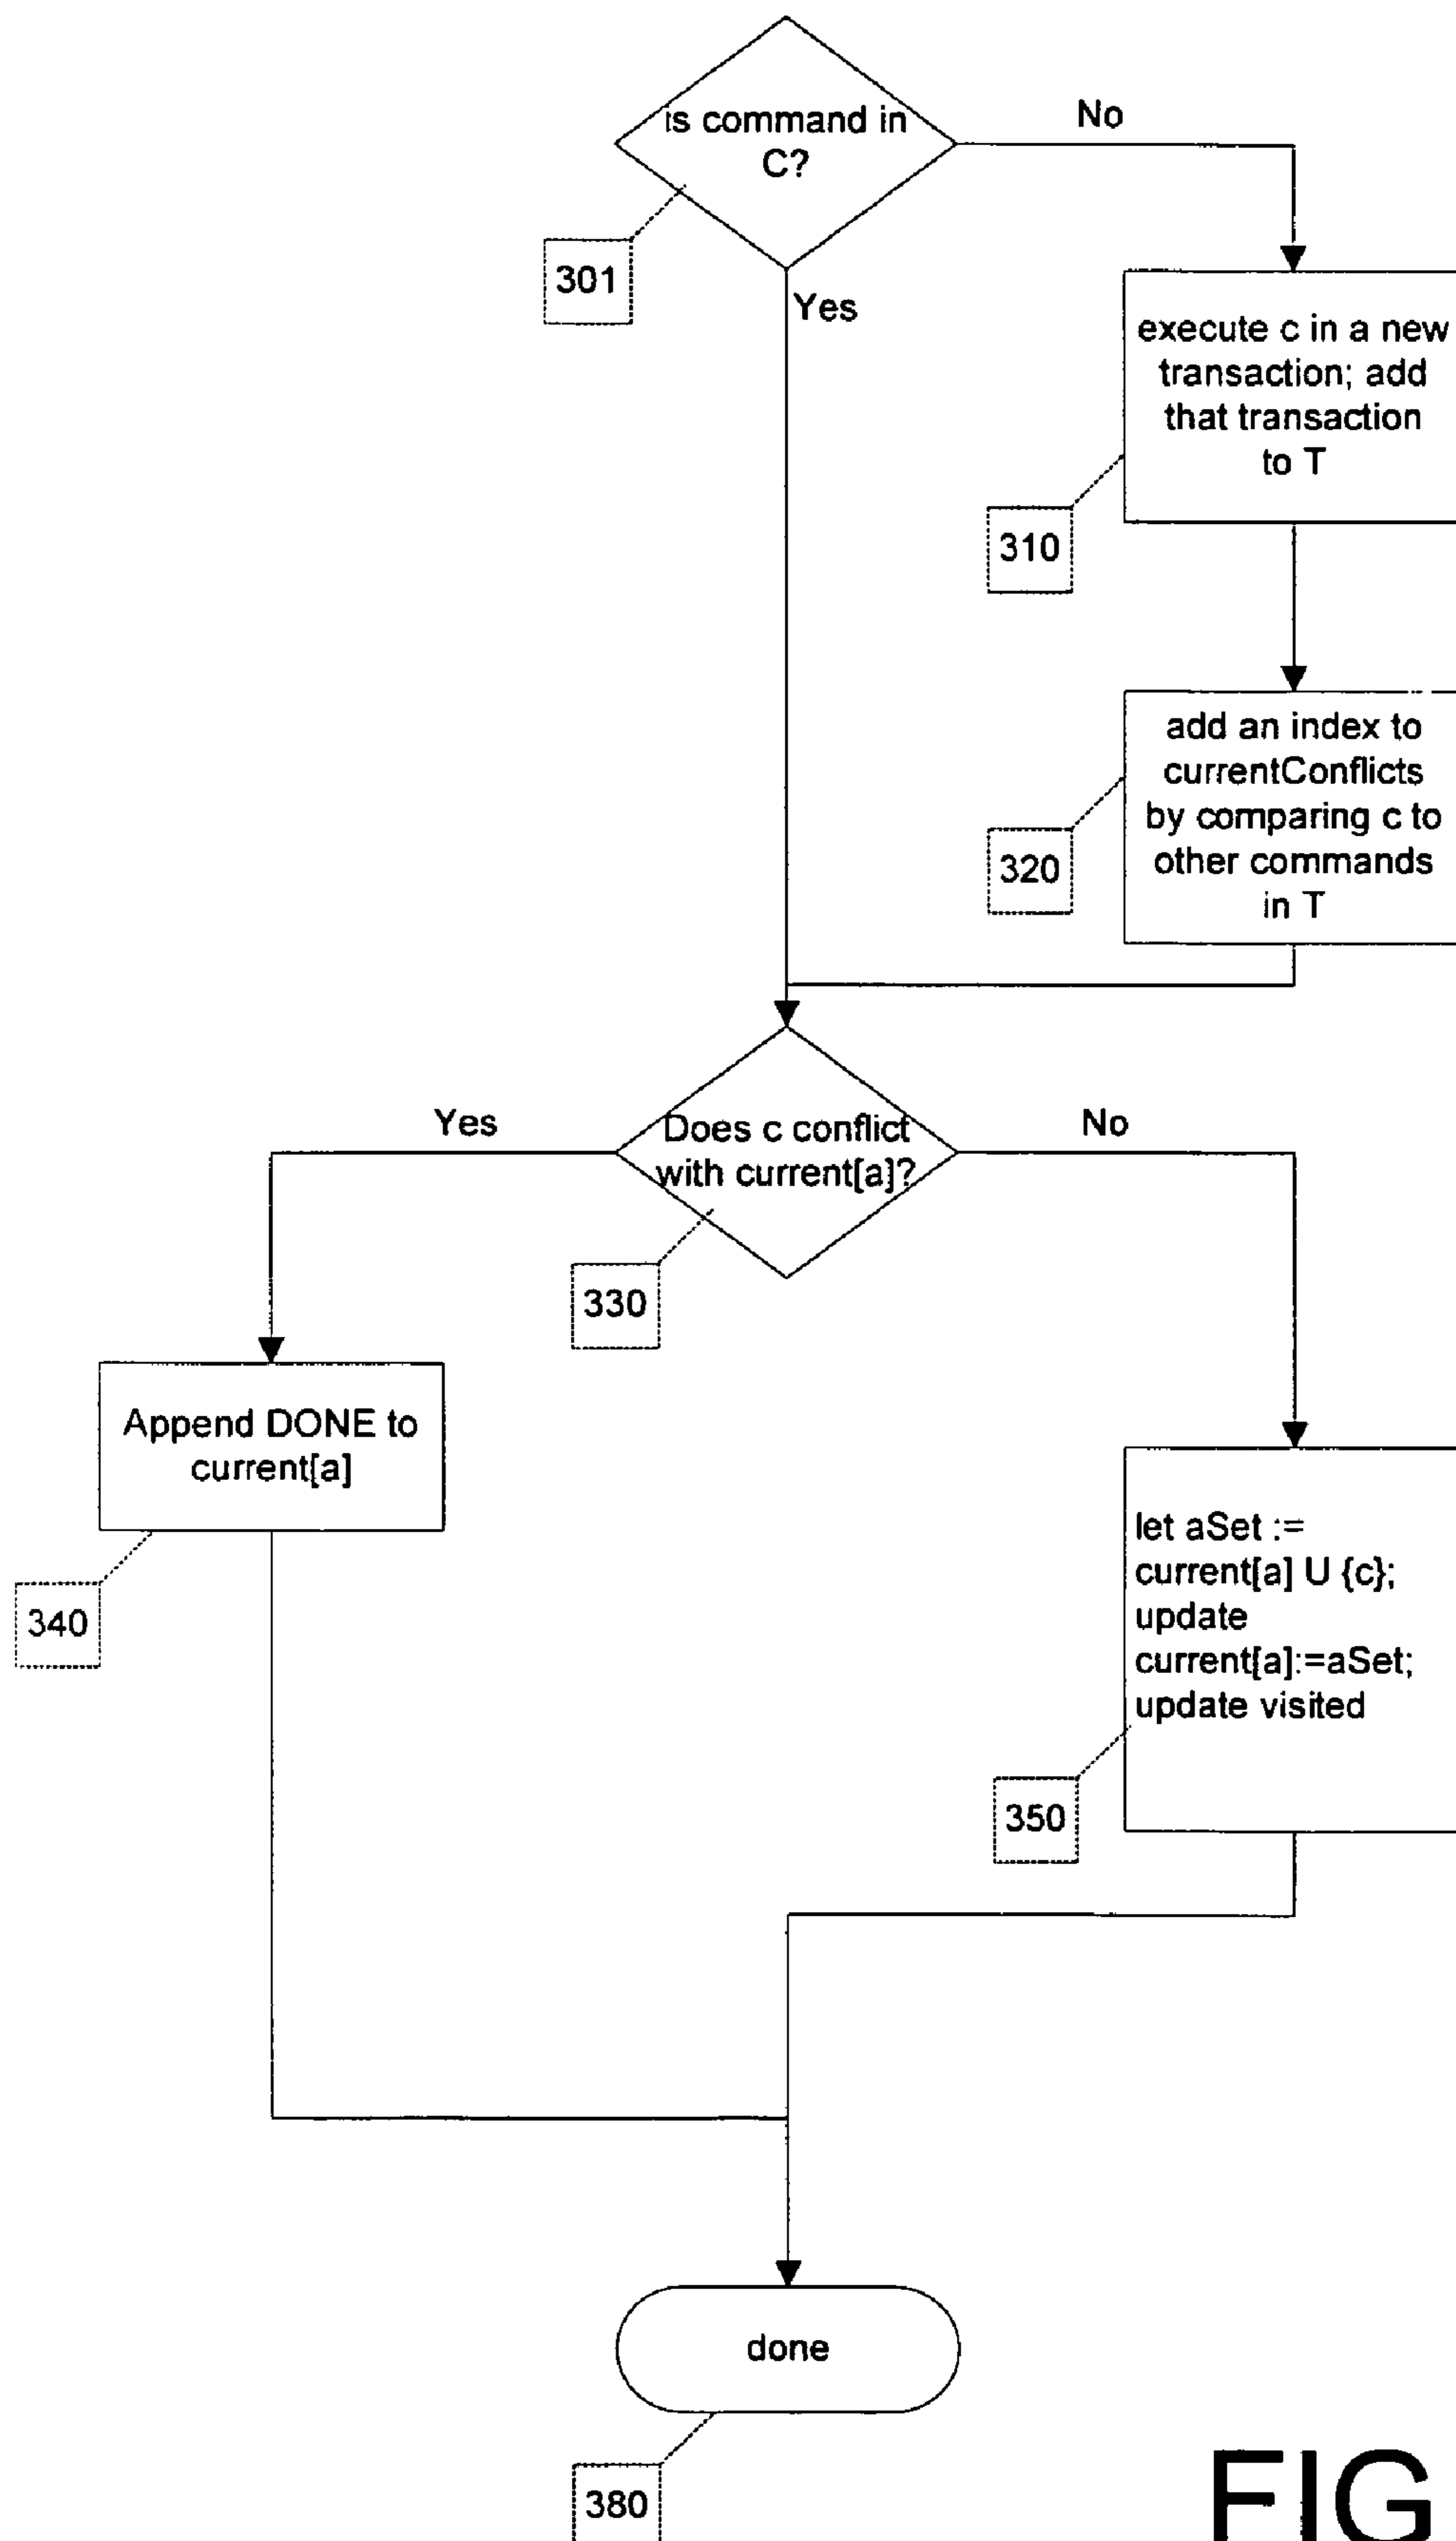 is command in
C?
No
301
Yes
execute c in a new
transaction; add
that transaction
to T
310
add an index to
currentConflicts
by comparing c to
other commands
in T
320
Yes
Does c conflict
with current[a]?
No
330
Append DONE to
current[a]
340
let aSet :=
current[a] U {c};
update
current[a]:=aSet;
update visited
350
done
380
FIG